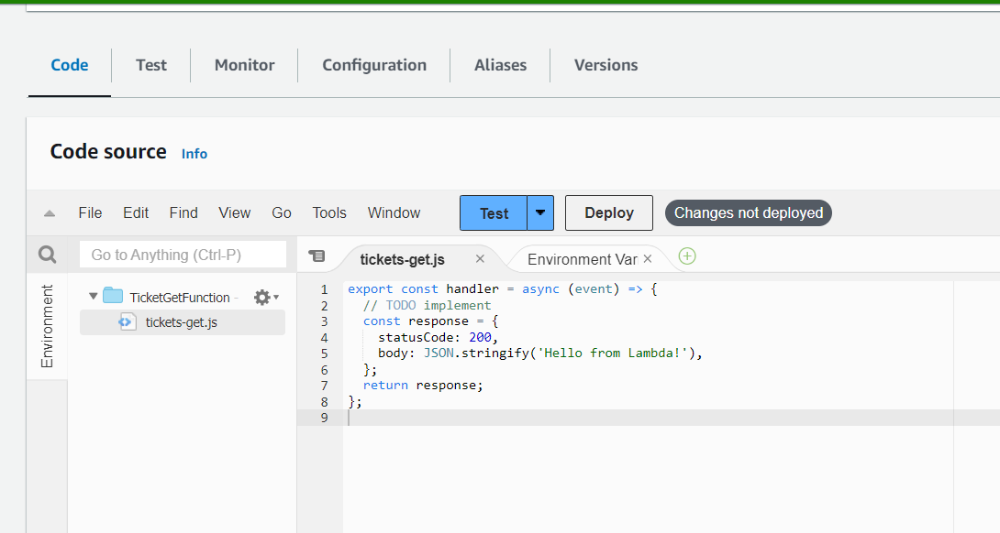 Code Test Monitor Configuration Aliases Versions
Code source Info
File Edit Find View Go Tools Window Test Deploy Changes not deployed
Go to Anything (Ctrl-P)
tickets-get.js
Environment Var
Environment
TicketGetFunction -
tickets-get.js
1 export const handler = async (event) => {
2 // TODO implement
3 const response = {
4 statusCode: 200,
5 body: JSON.stringify('Hello from Lambda!'),
6 };
7 return response;
8 };
9